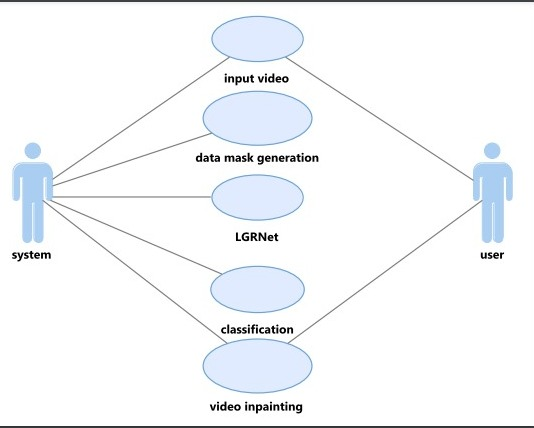 input video
data mask generation
LGRNet
system
user
classification
video inpainting